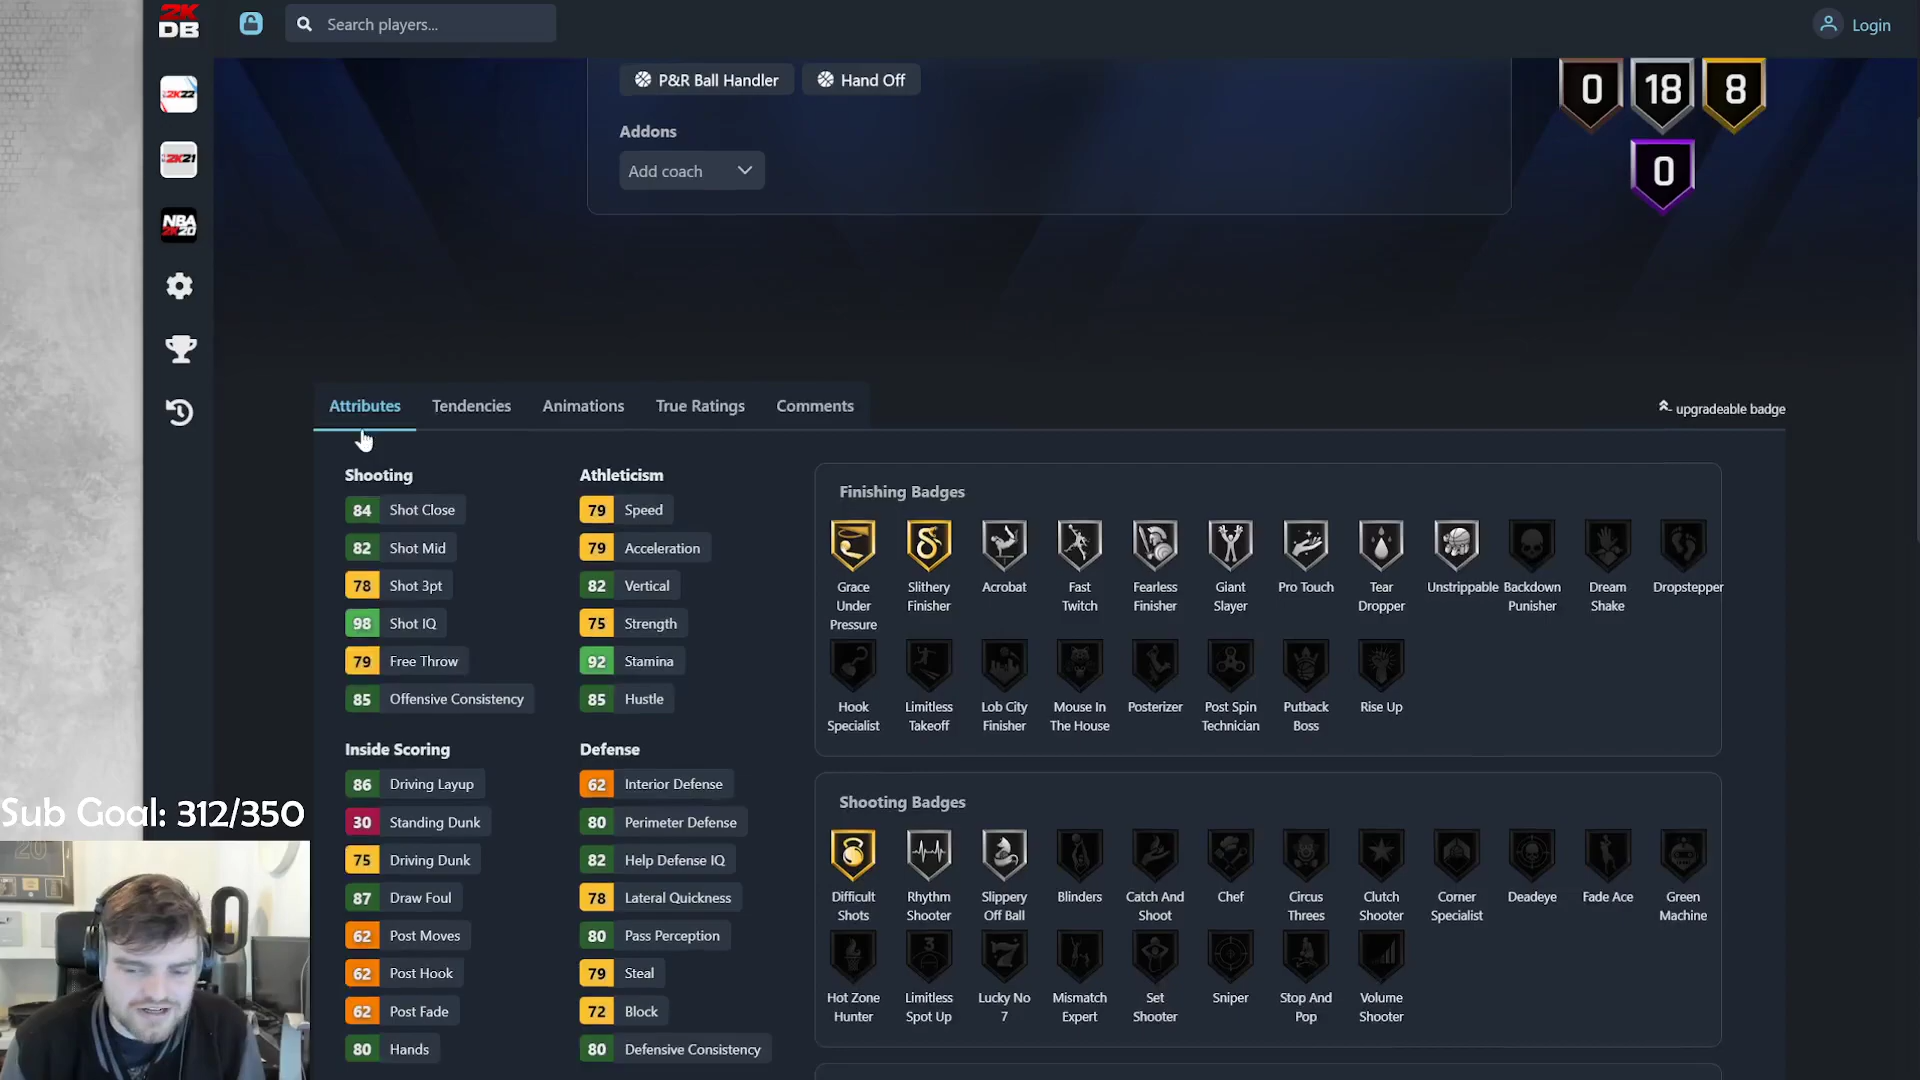 2K
DB
Search players...
Login
P&R Ball Handler
Hand Off
0
18
8
0
Addons
Add coach
2K22
2K21
NBA
2K20
Attributes
Tendencies
Animations
True Ratings
Comments
upgradeable badge
Shooting
84 Shot Close
82 Shot Mid
78 Shot 3pt
98 Shot IQ
79 Free Throw
85 Offensive Consistency
Inside Scoring
86 Driving Layup
30 Standing Dunk
75 Driving Dunk
87 Draw Foul
62 Post Moves
62 Post Hook
62 Post Fade
80 Hands
Athleticism
79 Speed
79 Acceleration
82 Vertical
75 Strength
92 Stamina
85 Hustle
Defense
62 Interior Defense
80 Perimeter Defense
82 Help Defense IQ
78 Lateral Quickness
80 Pass Perception
79 Steal
72 Block
80 Defensive Consistency
Finishing Badges
Grace
Under
Pressure
Slithery
Finisher
Acrobat
Fast
Twitch
Fearless
Finisher
Giant
Slayer
Pro Touch
Tear
Dropper
Unstrippable
Backdown
Punisher
Dream
Shake
Dropstepper
Hook
Specialist
Limitless
Takeoff
Lob City
Finisher
Mouse In
The House
Posterizer
Post Spin
Technician
Putback
Boss
Rise Up
Shooting Badges
Difficult
Shots
Rhythm
Shooter
Slippery
Off Ball
Blinders
Catch And
Shoot
Chef
Circus
Threes
Clutch
Shooter
Corner
Specialist
Deadeye
Fade Ace
Green
Machine
Hot Zone
Hunter
Limitless
Spot Up
Lucky No
7
Mismatch
Expert
Set
Shooter
Sniper
Stop And
Pop
Volume
Shooter
Sub Goal: 312/350
20